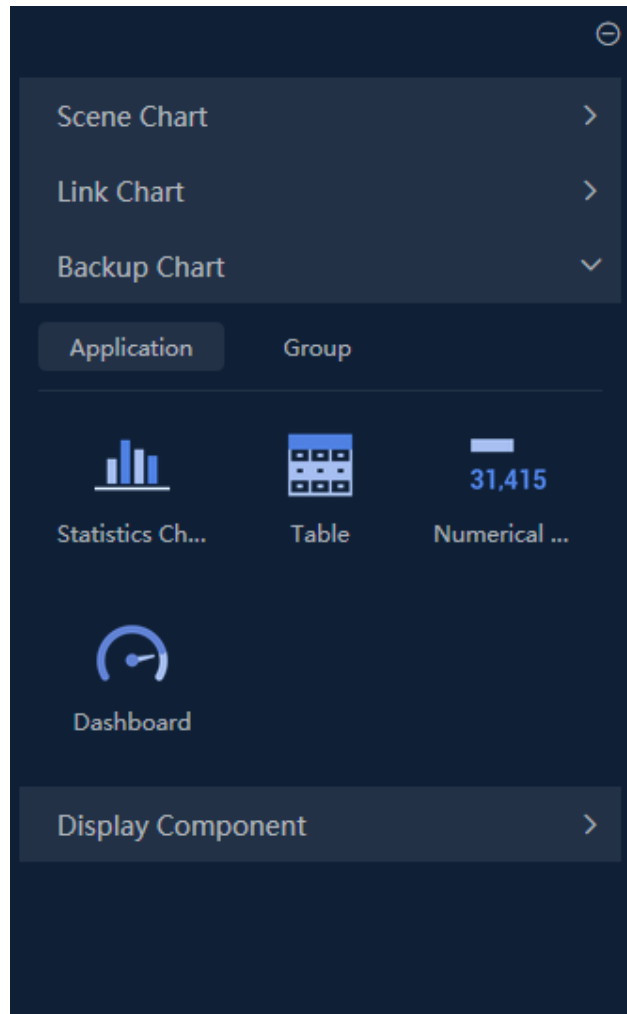 Scene Chart
Link Chart
Backup Chart
Application Group
31,415
Statistics Ch... Table Numerical ...
Dashboard
Display Component